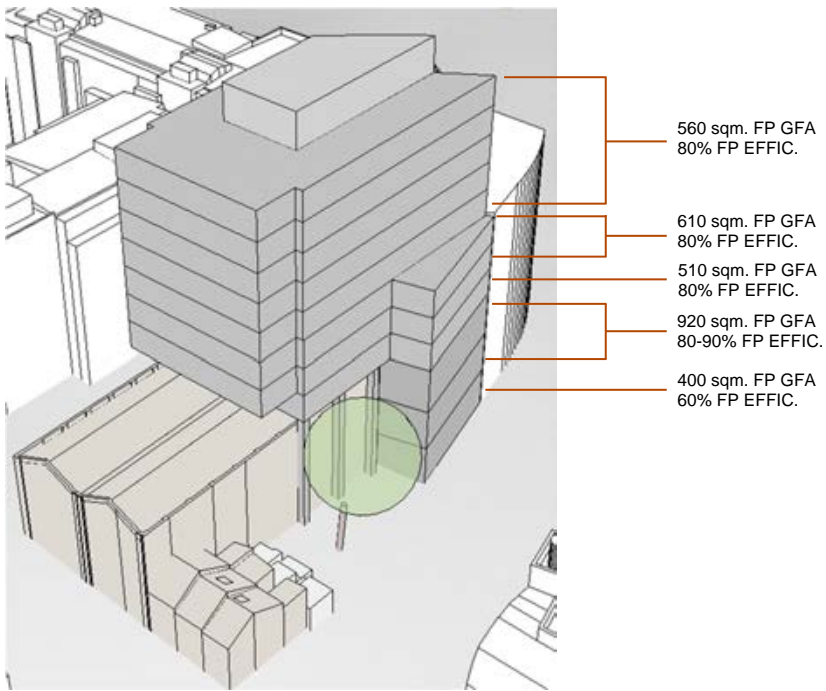 560 sqm. FP GFA
80% FP EFFIC.
610 sqm. FP GFA
80% FP EFFIC.
510 sqm. FP GFA
80% FP EFFIC.
920 sqm. FP GFA
80-90% FP EFFIC.
400 sqm. FP GFA
60% FP EFFIC.